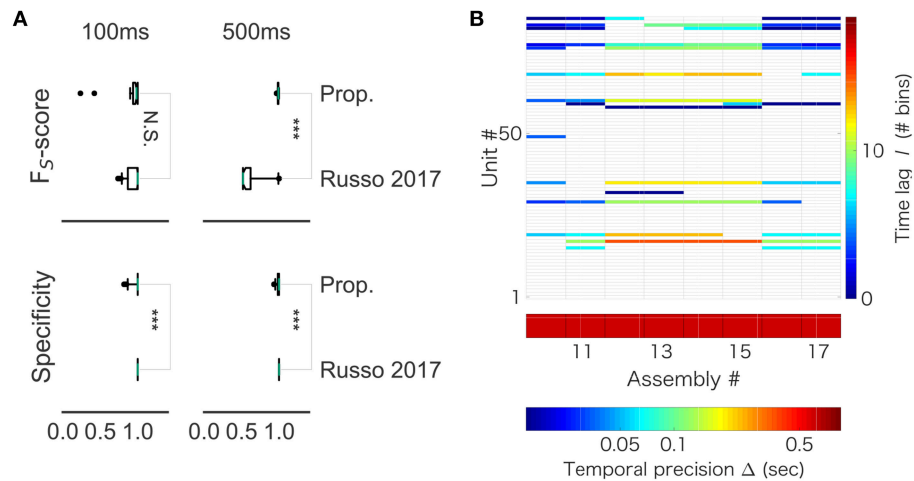 A
100ms 500ms
F5-score
N.S.
***
Prop.
Russo 2017
Specificity
***
***
Prop.
Russo 2017
0.0 0.5 1.0
0.0 0.5 1.0
B
Unit #
50
1
10
0
Time lag l (# bins)
11 13 15 17
Assembly #
0.05 0.1 0.5
Temporal precision Δ (sec)